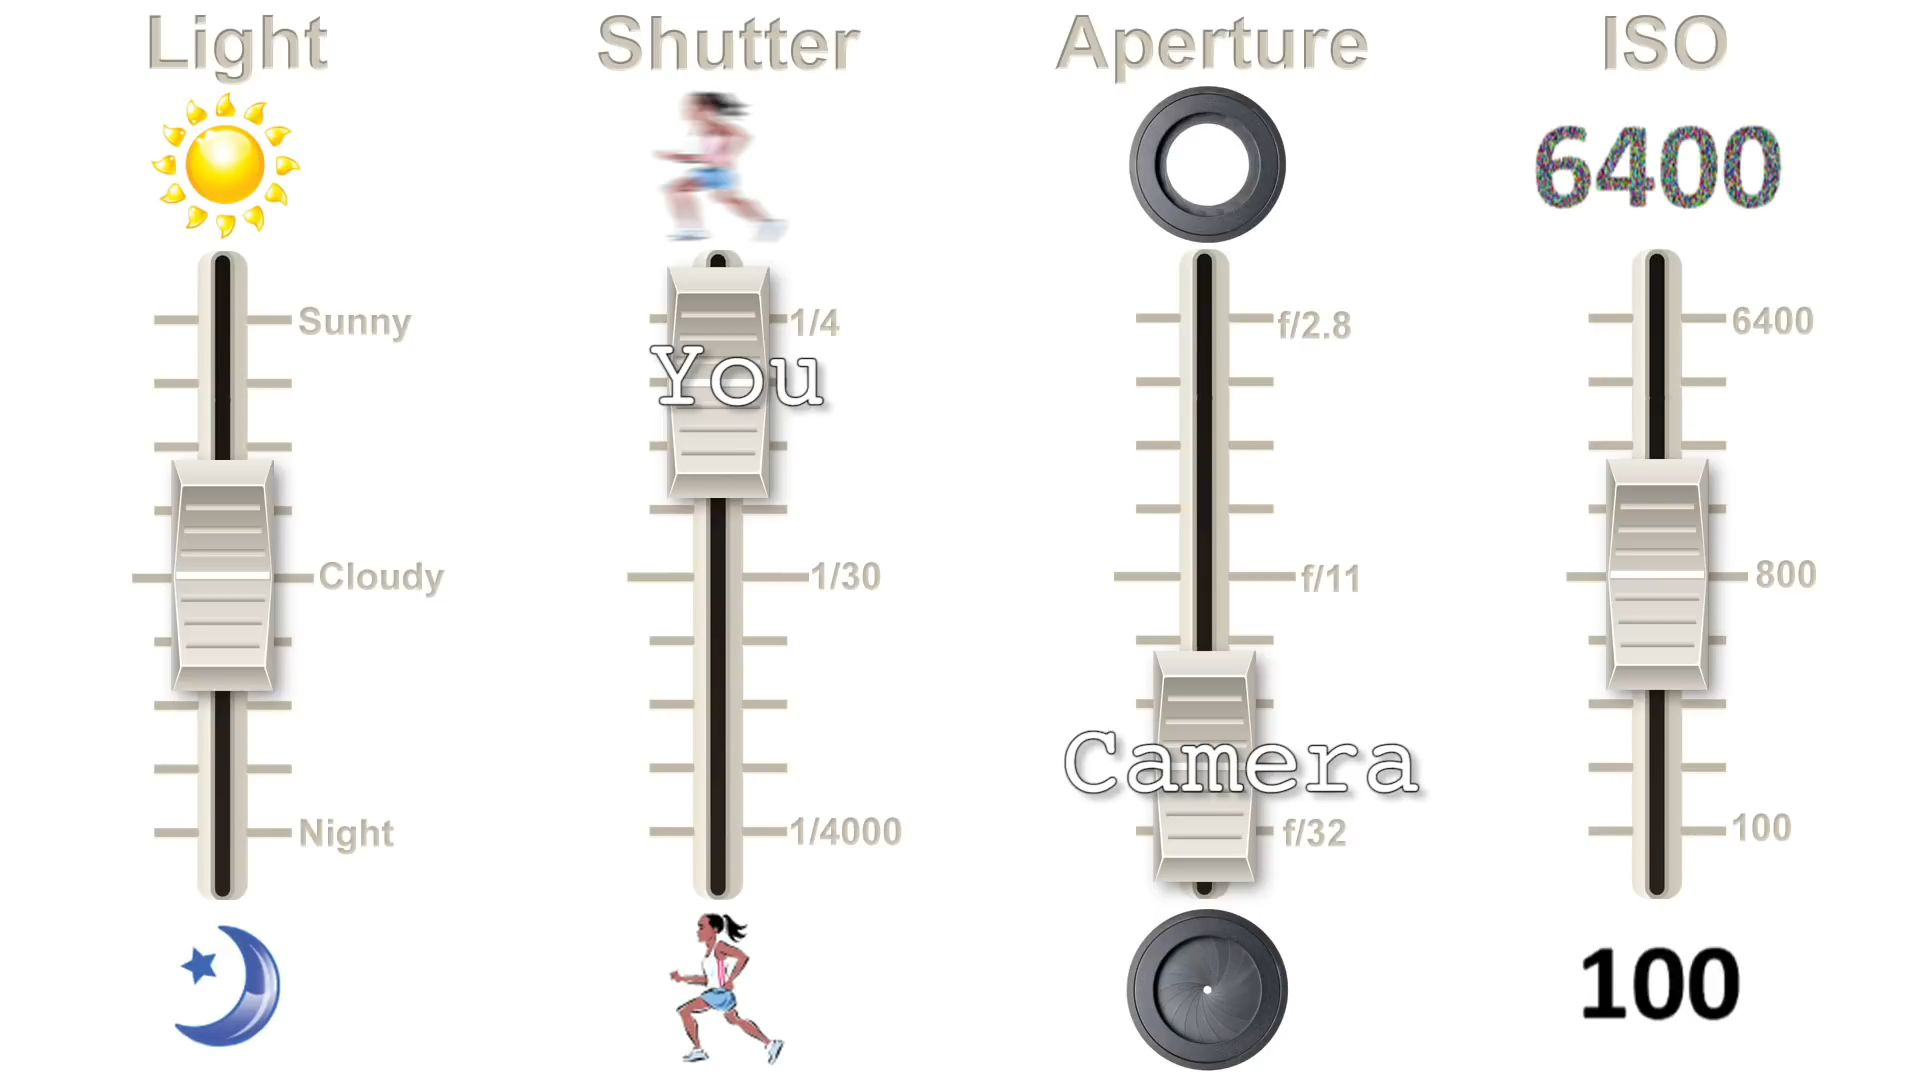 Light
Shutter
Aperture
ISO
6400
Sunny
1/4
f/2.8
6400
You
Cloudy
1/30
f/11
800
Camera
Night
1/4000
f/32
100
100